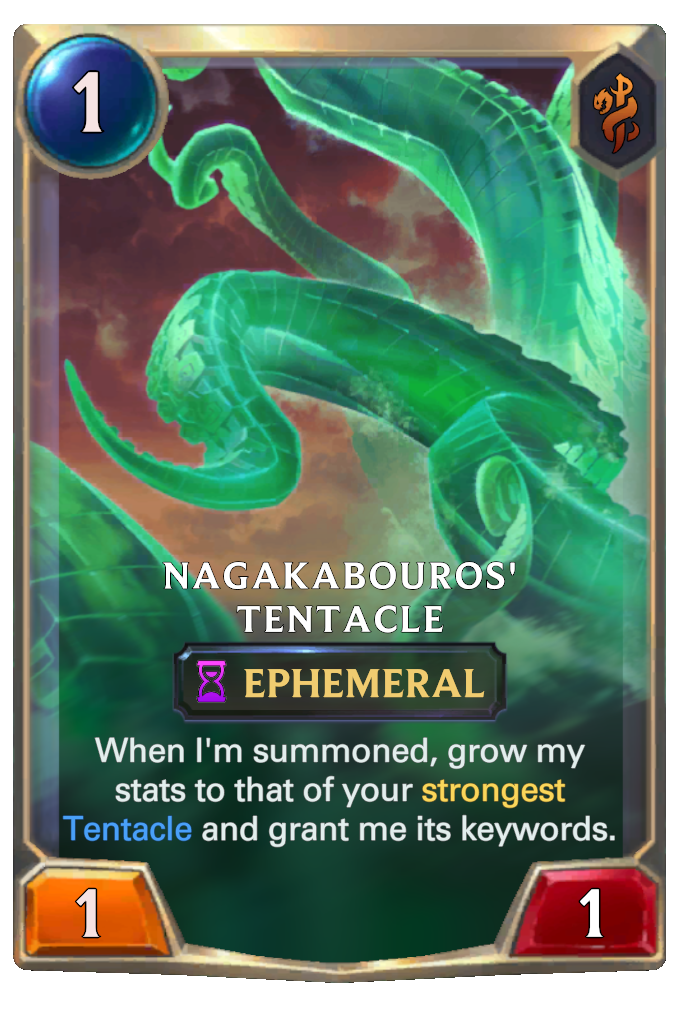 1
NAGAKABOUROS'
TENTACLE
EPHEMERAL
When I'm summoned, grow my
stats to that of your strongest
Tentacle and grant me its keywords.
1
1